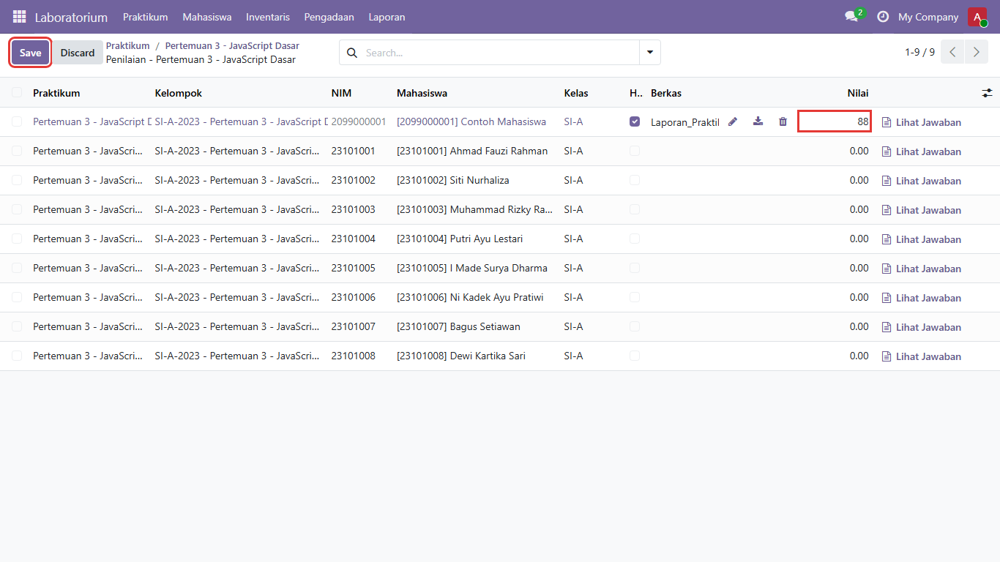 Laboratorium Praktikum Mahasiswa Inventaris Pengadaan Laporan 2 My Company A
Save Discard Praktikum / Pertemuan 3 - JavaScript Dasar
Penilaian - Pertemuan 3 - JavaScript Dasar
Search...
1-9 / 9
Praktikum Kelompok NIM Mahasiswa Kelas H.. Berkas Nilai
Pertemuan 3 - JavaScript D SI-A-2023 - Pertemuan 3 - JavaScript D 2099000001 [2099000001] Contoh Mahasiswa SI-A Laporan_Praktil 88 Lihat Jawaban
Pertemuan 3 - JavaScri... SI-A-2023 - Pertemuan 3 - JavaScri... 23101001 [23101001] Ahmad Fauzi Rahman SI-A 0.00 Lihat Jawaban
Pertemuan 3 - JavaScri... SI-A-2023 - Pertemuan 3 - JavaScri... 23101002 [23101002] Siti Nurhaliza SI-A 0.00 Lihat Jawaban
Pertemuan 3 - JavaScri... SI-A-2023 - Pertemuan 3 - JavaScri... 23101003 [23101003] Muhammad Rizky Ra... SI-A 0.00 Lihat Jawaban
Pertemuan 3 - JavaScri... SI-A-2023 - Pertemuan 3 - JavaScri... 23101004 [23101004] Putri Ayu Lestari SI-A 0.00 Lihat Jawaban
Pertemuan 3 - JavaScri... SI-A-2023 - Pertemuan 3 - JavaScri... 23101005 [23101005] I Made Surya Dharma SI-A 0.00 Lihat Jawaban
Pertemuan 3 - JavaScri... SI-A-2023 - Pertemuan 3 - JavaScri... 23101006 [23101006] Ni Kadek Ayu Pratiwi SI-A 0.00 Lihat Jawaban
Pertemuan 3 - JavaScri... SI-A-2023 - Pertemuan 3 - JavaScri... 23101007 [23101007] Bagus Setiawan SI-A 0.00 Lihat Jawaban
Pertemuan 3 - JavaScri... SI-A-2023 - Pertemuan 3 - JavaScri... 23101008 [23101008] Dewi Kartika Sari SI-A 0.00 Lihat Jawaban